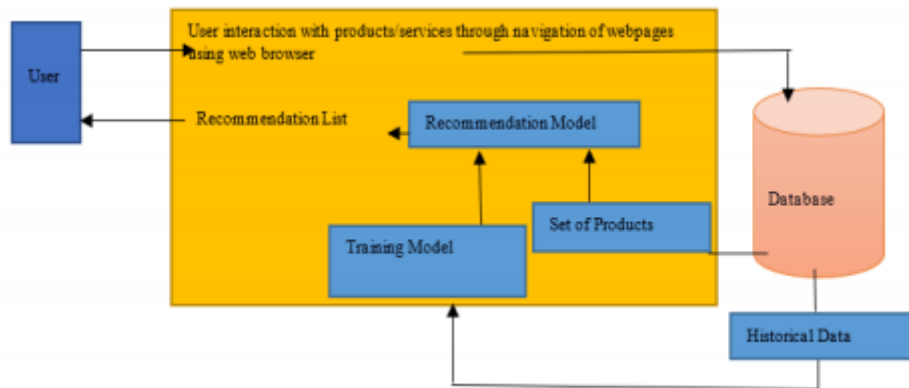 User interaction with products/services through navigation of webpages
using web browser
User
Recommendation List
Recommendation Model
Database
Set of Products
Training Model
Historical Data